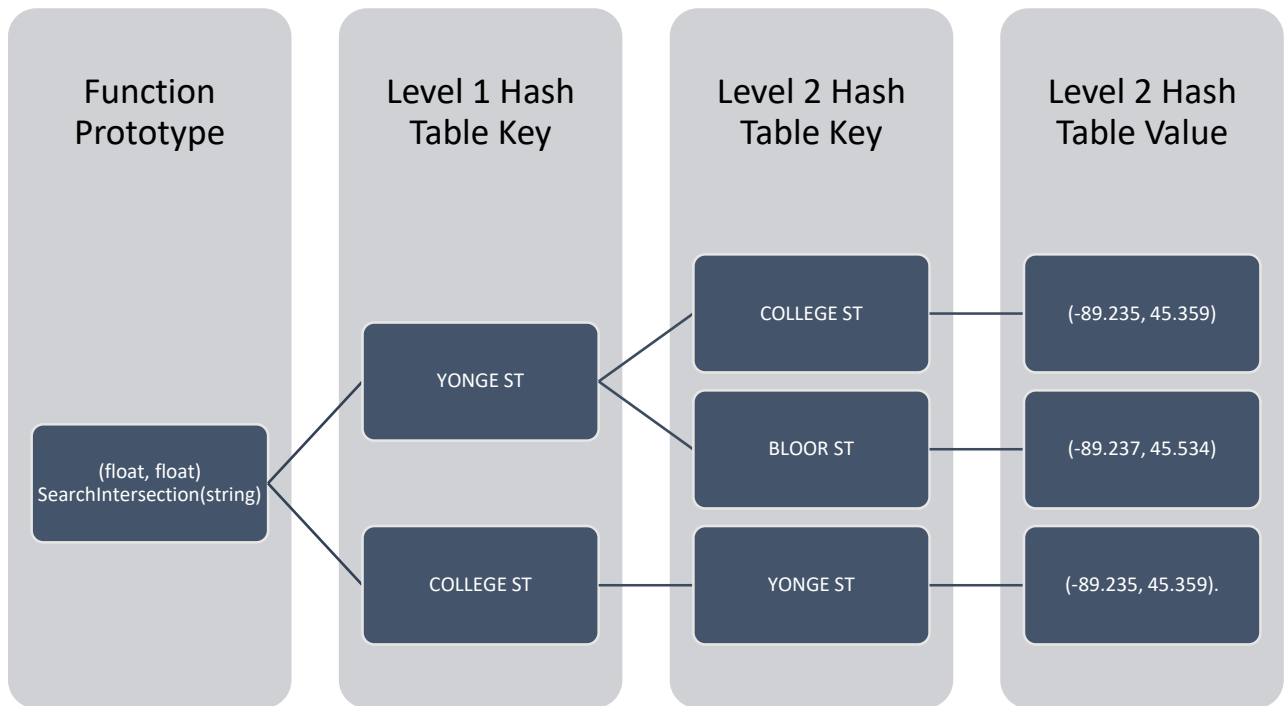 Function
Prototype
Level 1 Hash
Table Key
Level 2 Hash
Table Key
Level 2 Hash
Table Value
(float, float)
SearchIntersection(string)
YONGE ST
COLLEGE ST
COLLEGE ST
BLOOR ST
YONGE ST
(-89.235, 45.359)
(-89.237, 45.534)
(-89.235, 45.359).